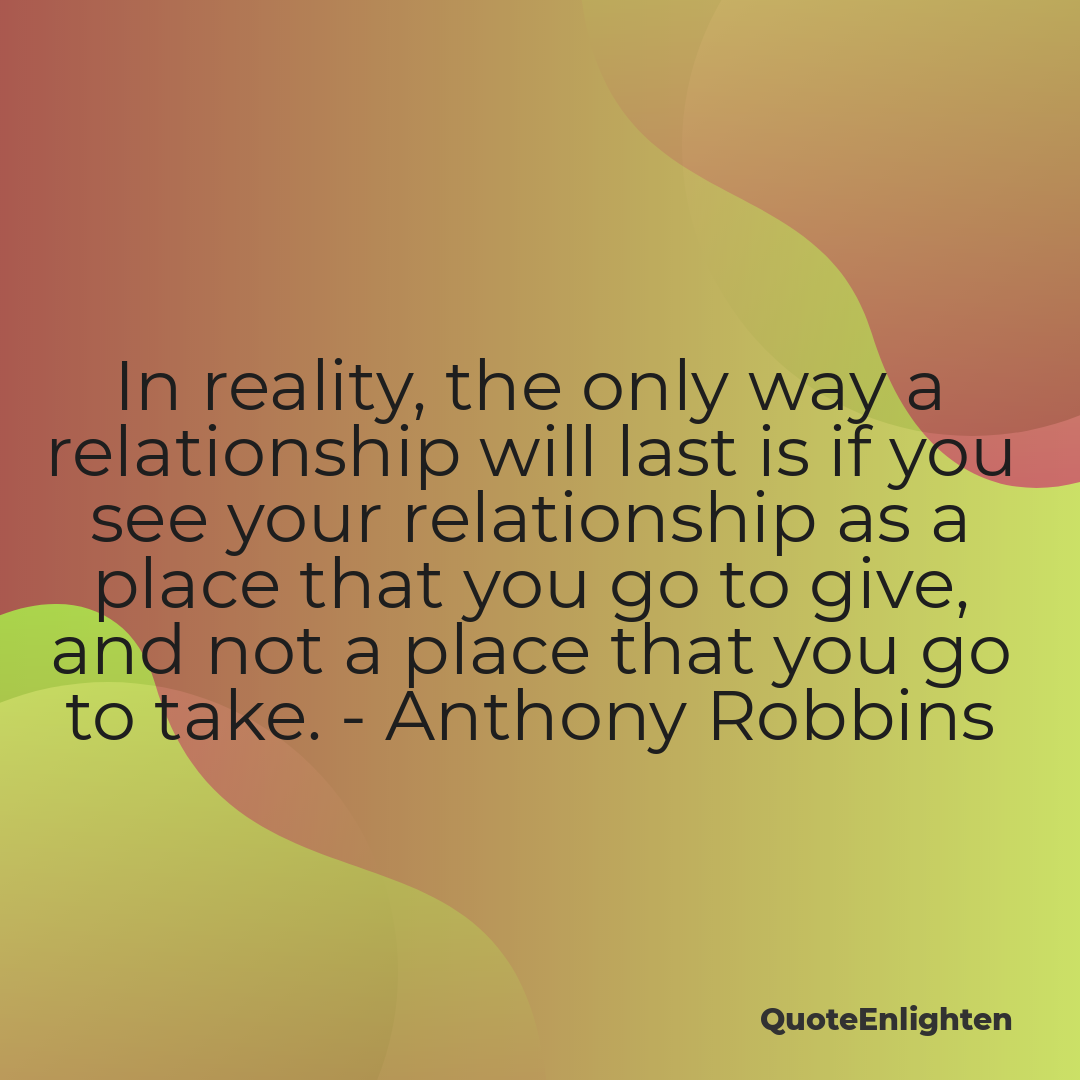 In reality, the only way a
relationship will last is if you
see your relationship as a
place that you go to give,
and not a place that you go
to take. - Anthony Robbins
QuoteEnlighten